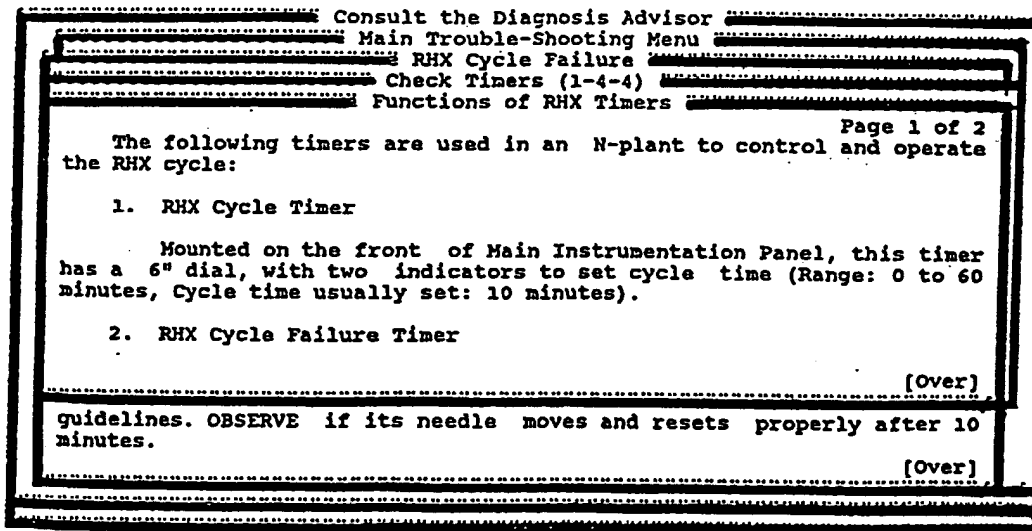 Consult the Diagnosis Advisor
Main Trouble-Shooting Menu
RHX Cycle Failure
Check Timers (1-4-4)
Functions of RHX Timers
Page 1 of 2
The following timers are used in an N-plant to control and operate
the RHX cycle:
1. RHX Cycle Timer
Mounted on the front of Main Instrumentation Panel, this timer
has a 6" dial, with two indicators to set cycle time (Range: 0 to 60
minutes, Cycle time usually set: 10 minutes).
2. RHX Cycle Failure Timer
[Over]
guidelines. OBSERVE if its needle moves and resets properly after 10
minutes.
[Over]